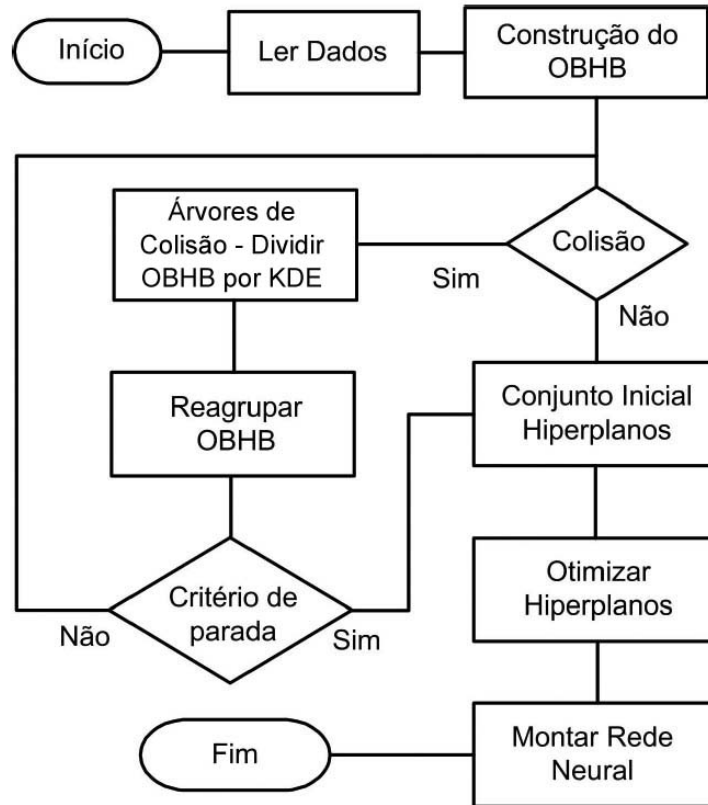 Início
Ler Dados
Construção do
OBHB
Colisão
Sim
Não
Árvores de
Colisão - Dividir
OBHB por KDE
Reagrupar
OBHB
Critério de
parada
Não
Sim
Conjunto Inicial
Hiperplanos
Otimizar
Hiperplanos
Montar Rede
Neural
Fim